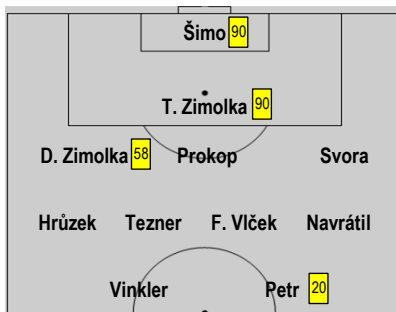 Šimo 90
T. Zimolka 90
D. Zimolka 58 Prokop Svora
Hrůzek Tezner F. Vlček Navrátil
Vinkler Petr 20